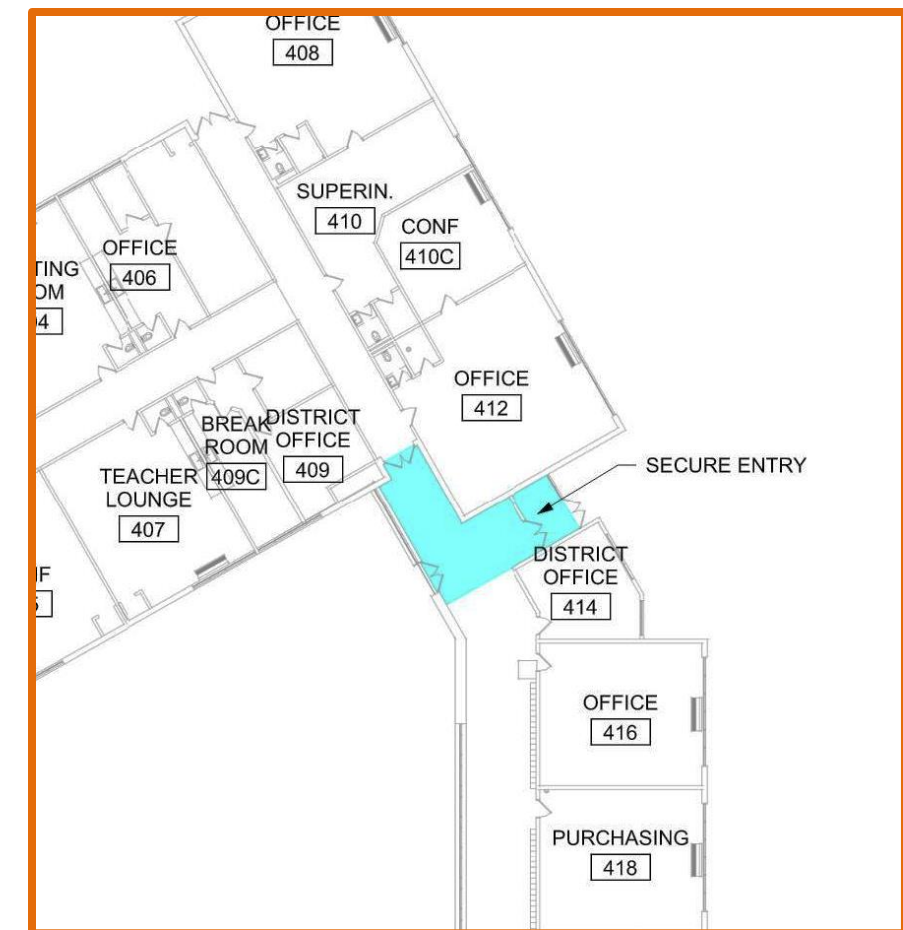 OFFICE
408
SUPERIN.
410
CONF
410C
OFFICE
406
OFFICE
412
BREAK
ROOM
409C
DISTRICT
OFFICE
409
TEACHER
LOUNGE
407
SECURE ENTRY
DISTRICT
OFFICE
414
OFFICE
416
PURCHASING
418